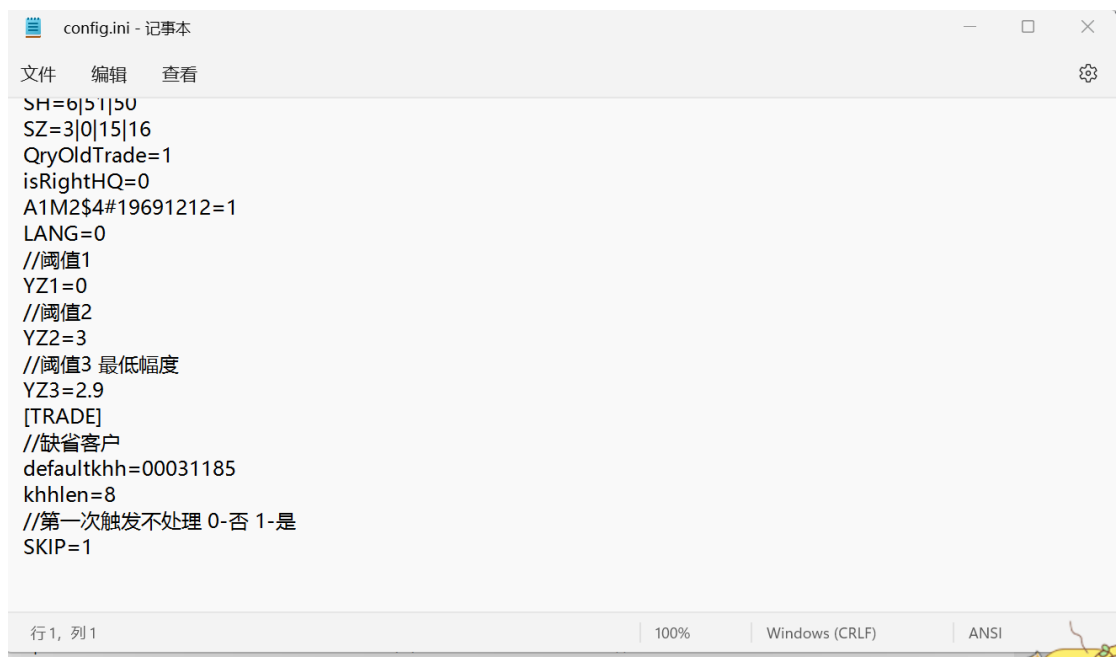 config.ini - 记事本
文件 编辑 查看
SH=6|51|50
SZ=3|0|15|16
QryOldTrade=1
isRightHQ=0
A1M2$4#19691212=1
LANG=0
//阈值1
YZ1=0
//阈值2
YZ2=3
//阈值3 最低幅度
YZ3=2.9
[TRADE]
//缺省客户
defaultkhh=00031185
khhlen=8
//第一次触发不处理 0-否 1-是
SKIP=1
行 1, 列 1 100% Windows (CRLF) ANSI